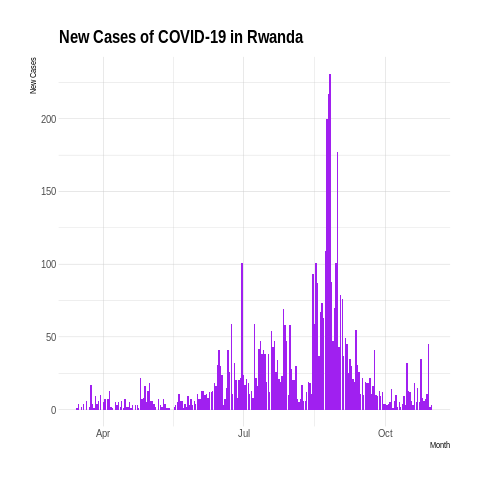 New Cases of COVID-19 in Rwanda
New Cases
200
150
100
50
0
Apr
Jul
Oct
Month